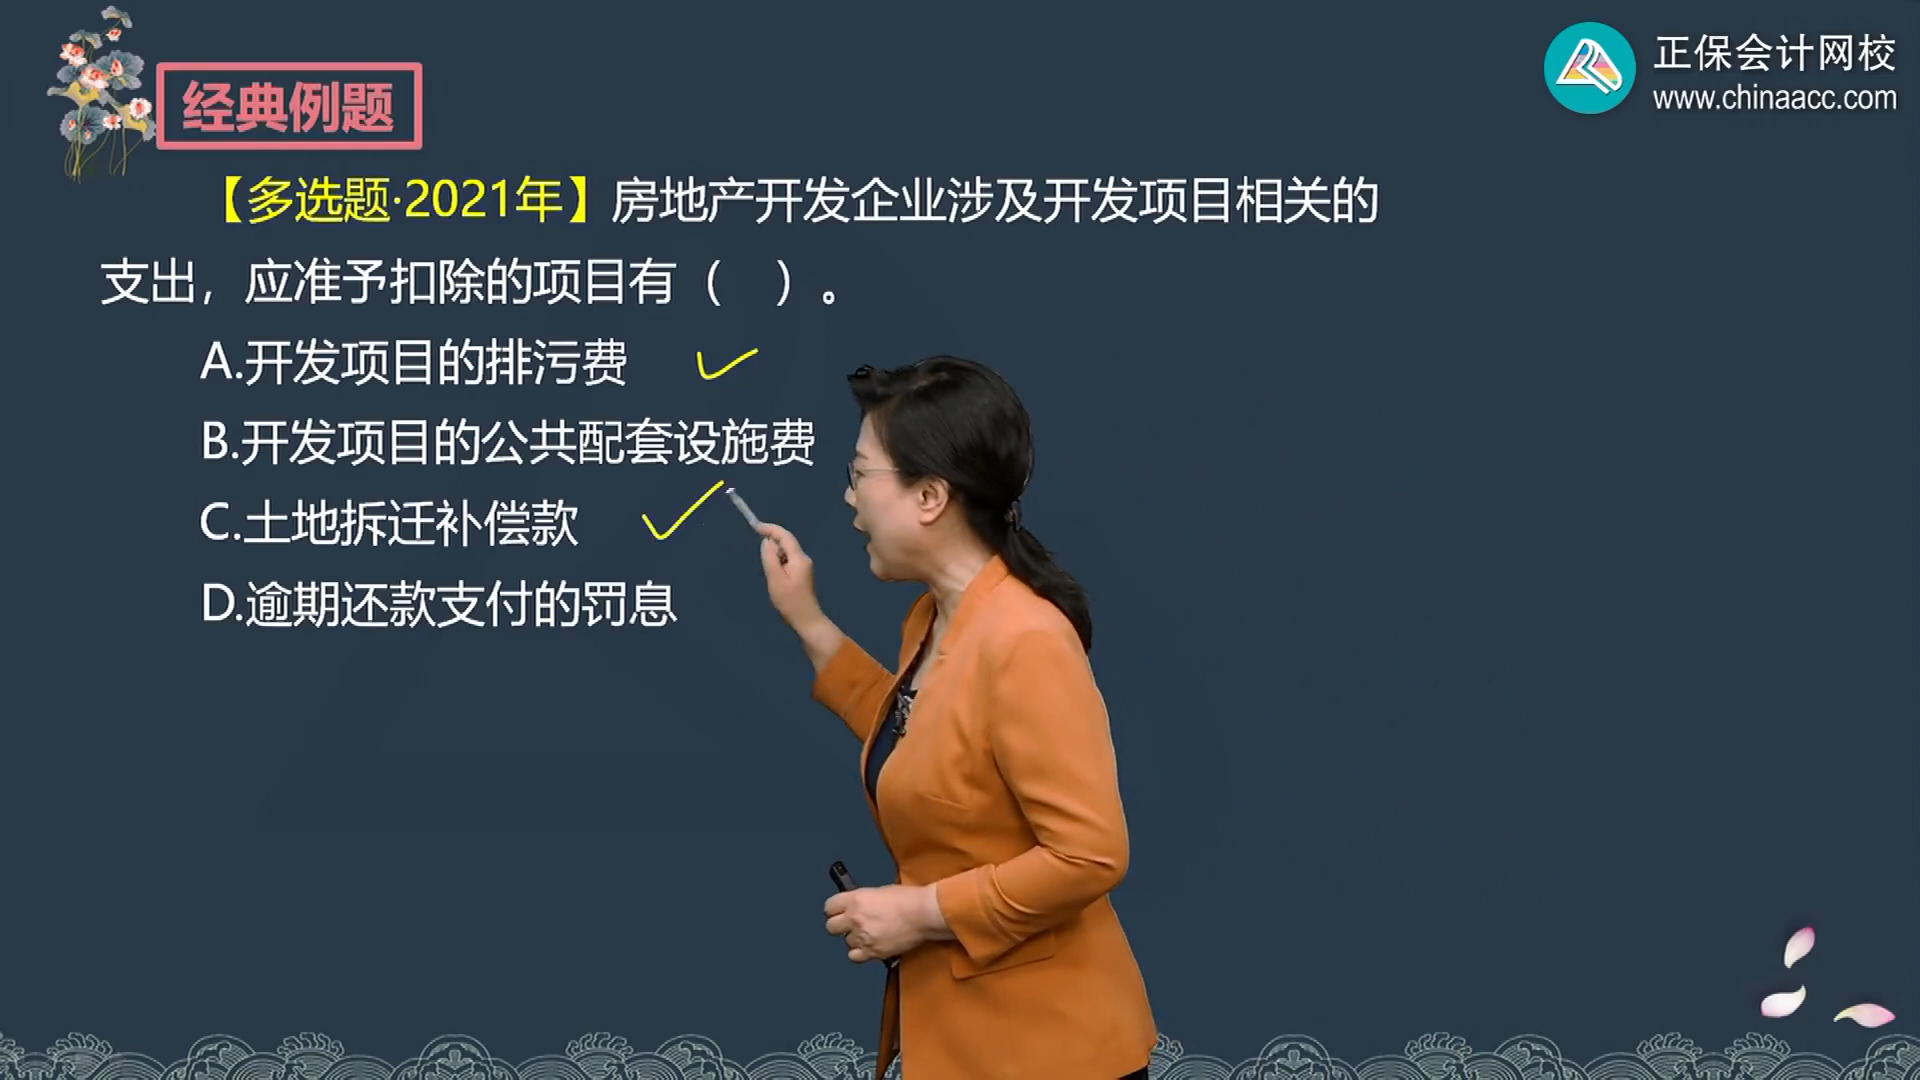 经典例题
正保会计网校
www.chinaacc.com
【多选题·2021年】房地产开发企业涉及开发项目相关的
支出，应准予扣除的项目有（ ）。
A.开发项目的排污费
B.开发项目的公共配套设施费
C.土地拆迁补偿款
D.逾期还款支付的罚息